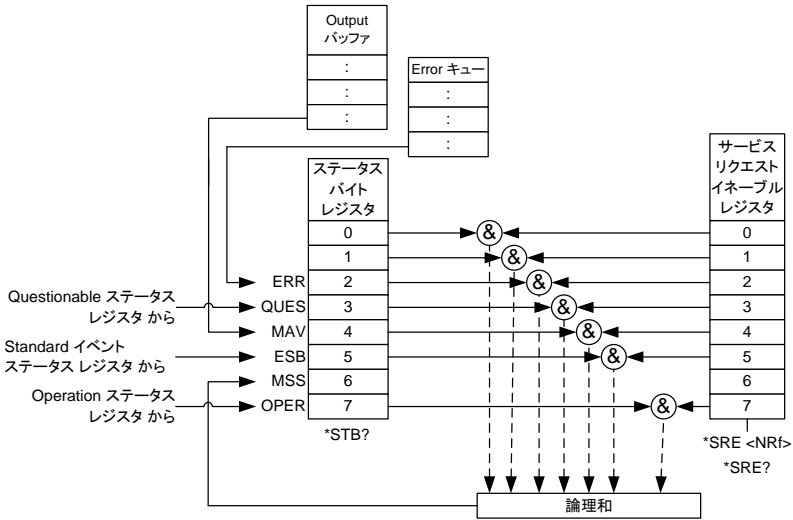 Output
バッファ
:
:
:
Error キュー
:
:
:
ステータス
バイト
レジスタ
0
1
2
3
4
5
6
7
*STB?
ERR
QUES
MAV
ESB
MSS
OPER
Questionable ステータス
レジスタ から
Standard イベント
ステータス レジスタ から
Operation ステータス
レジスタ から
&
&
&
&
&
&
&
サービス
リクエスト
イネーブル
レジスタ
0
1
2
3
4
5
6
7
*SRE <NRf>
*SRE?
論理和